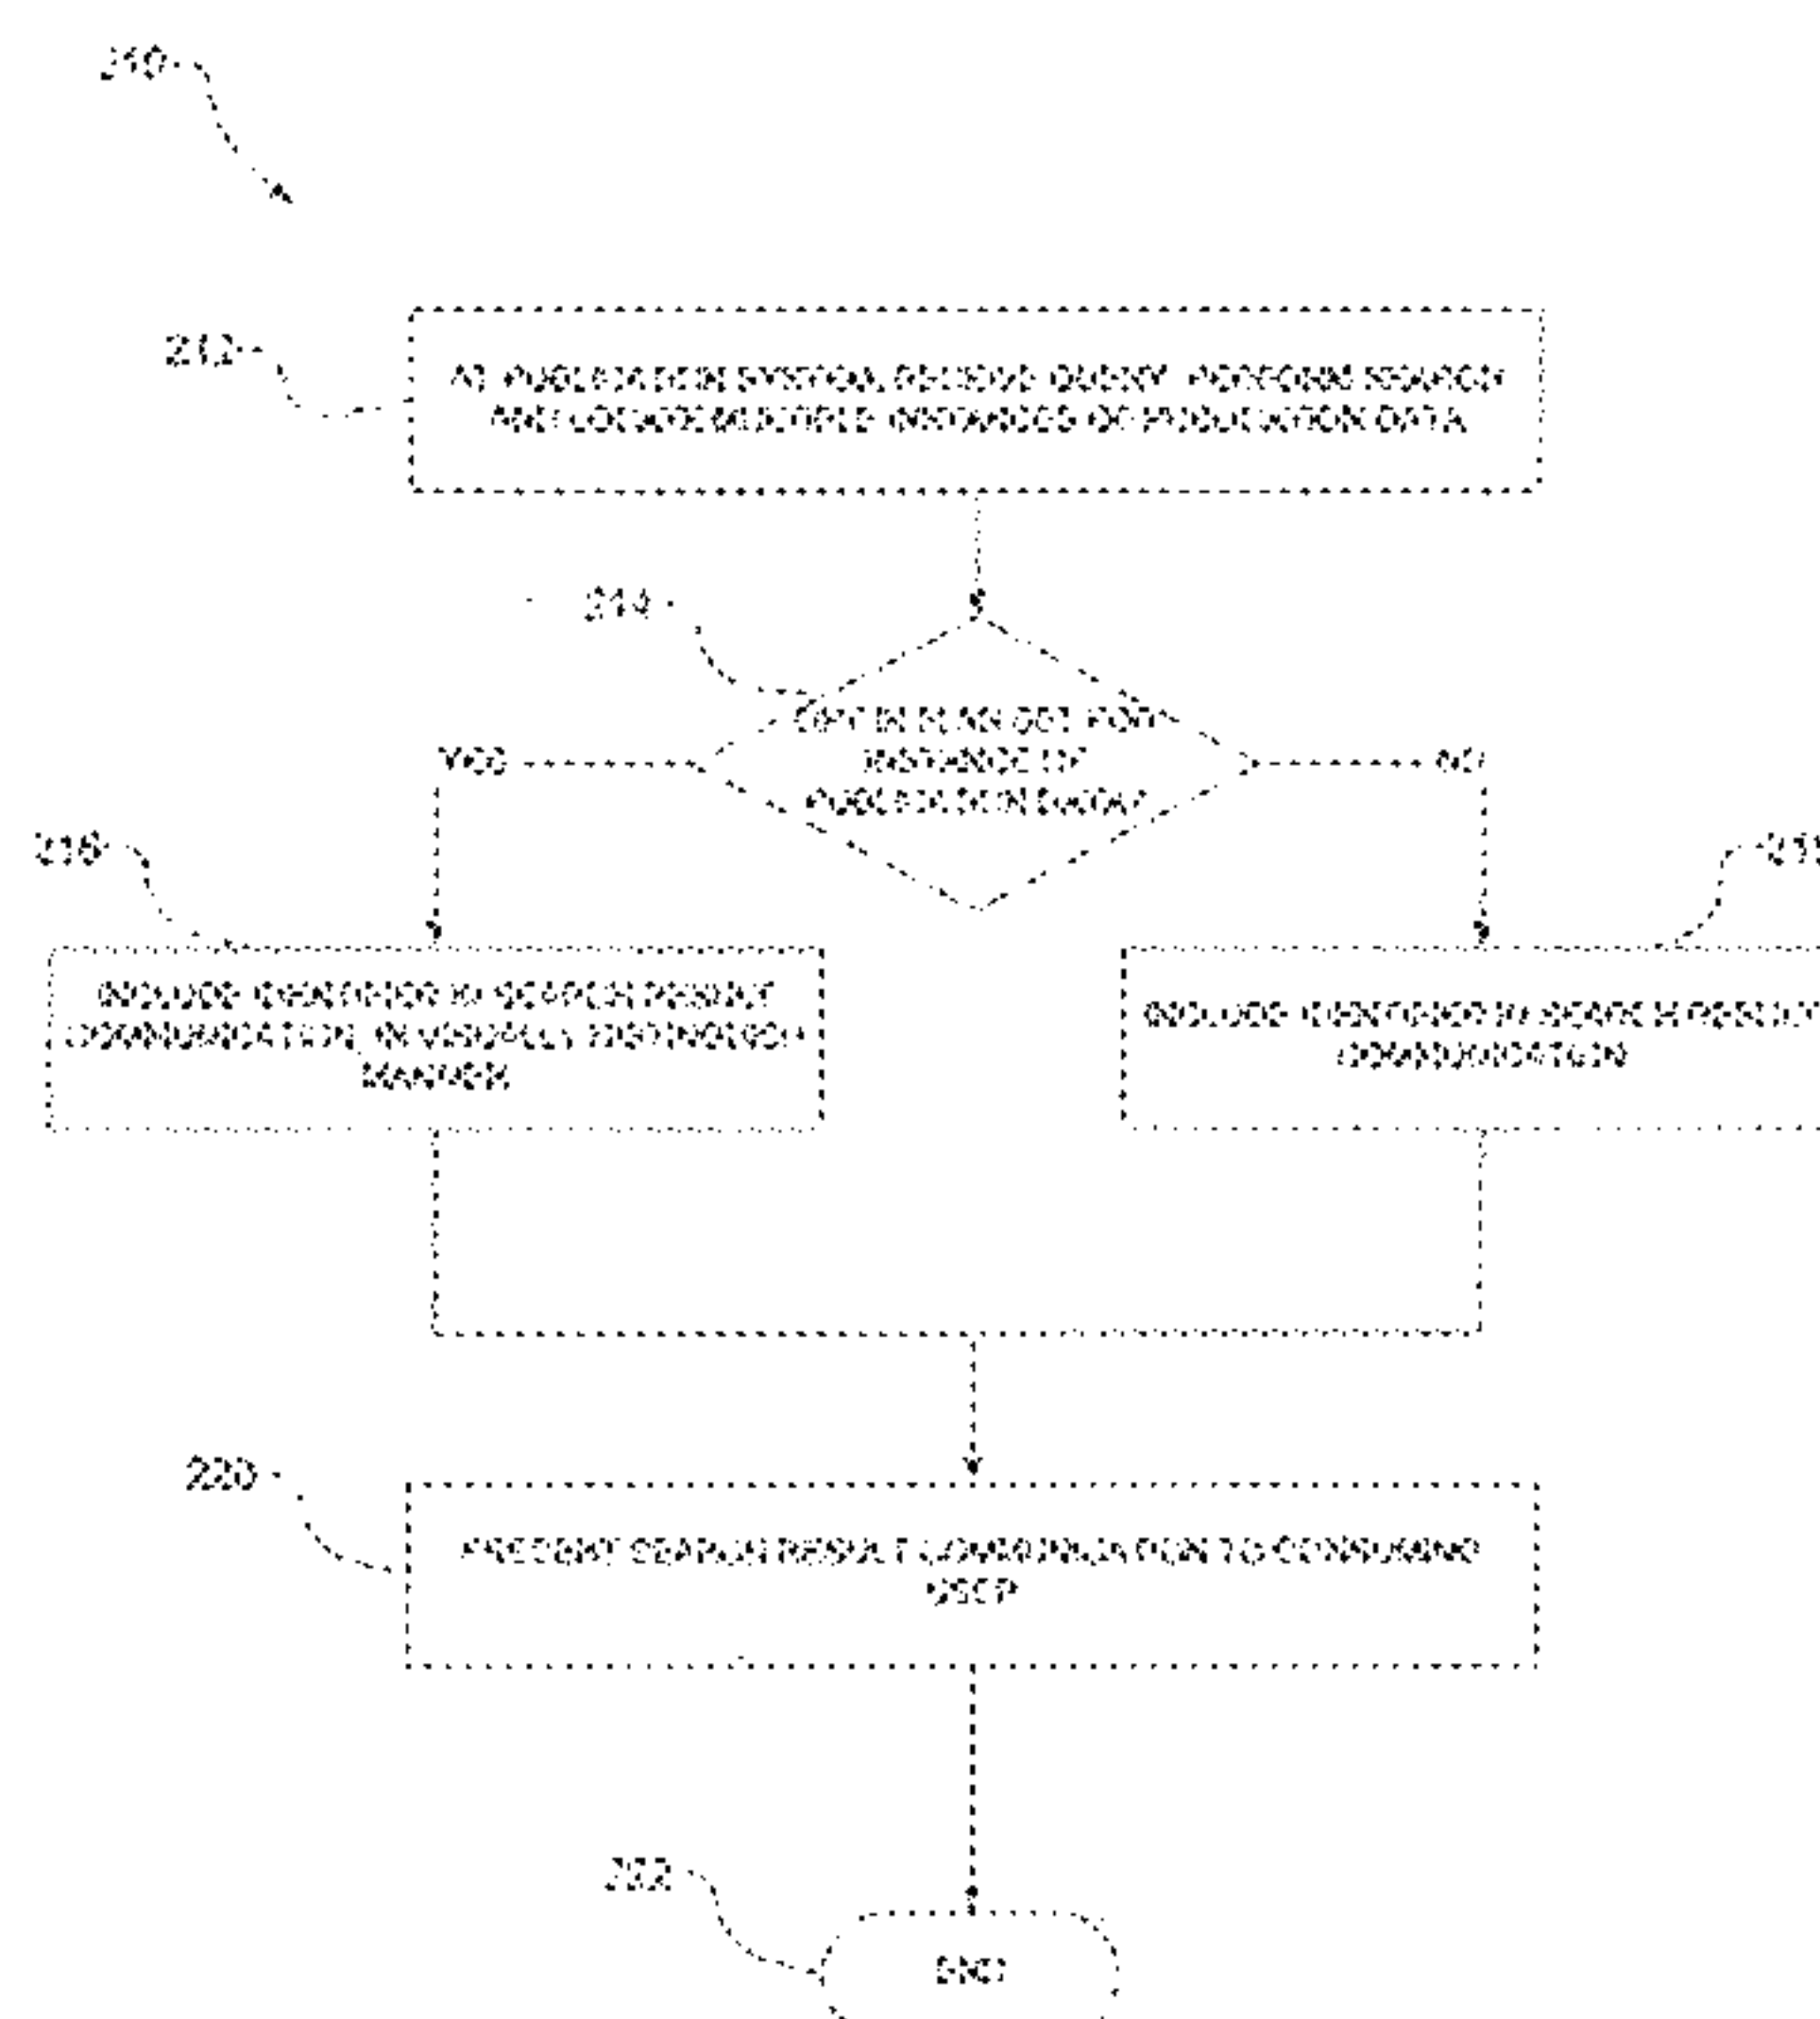 210
212
AT PUBLICATION SYSTEM, RECEIVE QUERY, PERFORM SEARCH
AND LOCATE MULTIPLE INSTANCES OF PUBLICATION DATA
214
OPT IN FLAG SET FOR
INSTANCE OF
PUBLICATION DATA?
YES
NO
216
INCLUDE IDENTIFIER IN SEARCH RESULT
COMMUNICATION, IN VISUALLY DISTINGUISH
MANNER
INCLUDE IDENTIFIER IN SEARCH RESULT
COMMUNICATION
220
PRESENT SEARCH RESULT COMMUNICATION TO CONSUMING
USER
222
END